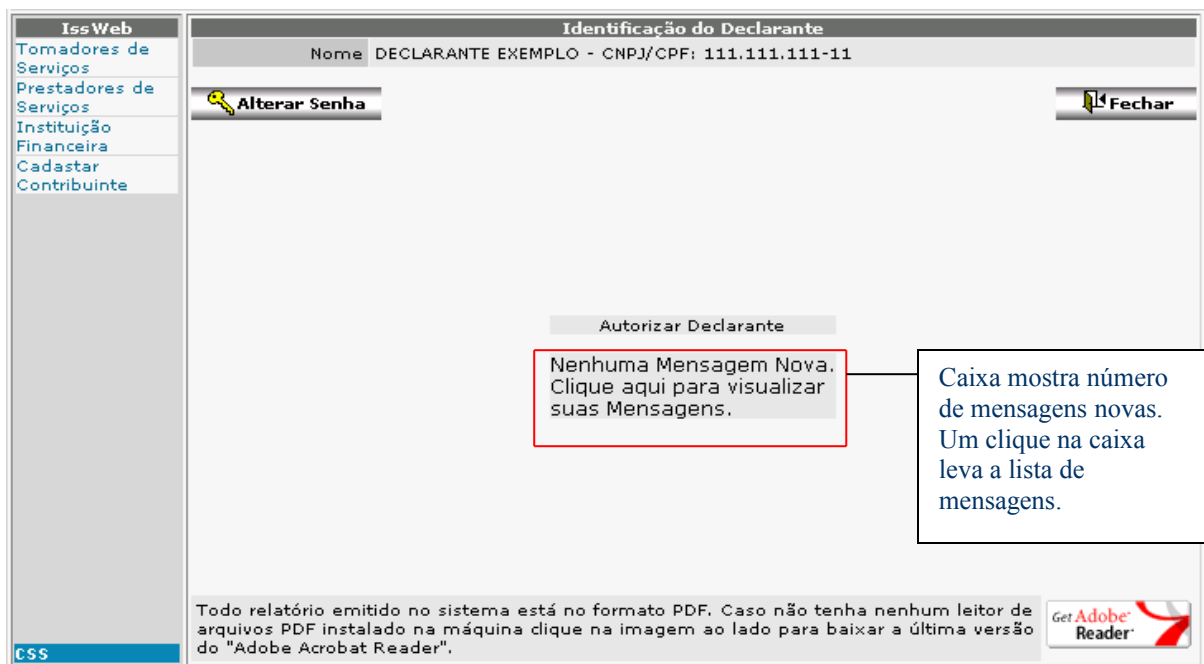 IssWeb
Tomadores de
Serviços
Prestadores de
Serviços
Instituição
Financeira
Cadastar
Contribuinte
css
Identificação do Declarante
Nome DECLARANTE EXEMPLO - CNPJ/CPF: 111.111.111-11
Alterar Senha
Fechar
Autorizar Declarante
Nenhuma Mensagem Nova.
Clique aqui para visualizar
suas Mensagens.
Caixa mostra número
de mensagens novas.
Um clique na caixa
leva a lista de
mensagens.
Todo relatório emitido no sistema está no formato PDF. Caso não tenha nenhum leitor de
arquivos PDF instalado na máquina clique na imagem ao lado para baixar a última versão
do "Adobe Acrobat Reader".
Get Adobe
Reader